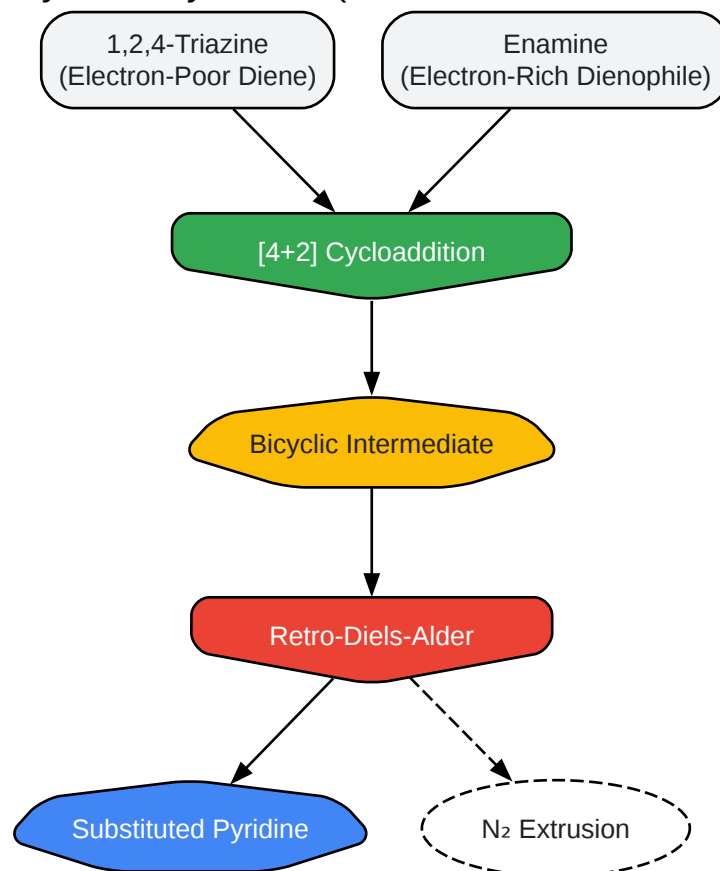 1,2,4-Triazine
(Electron-Poor Diene)
Enamine
(Electron-Rich Dienophile)
[4+2] Cycloaddition
Bicyclic Intermediate
Retro-Diels-Alder
Substituted Pyridine
N₂ Extrusion